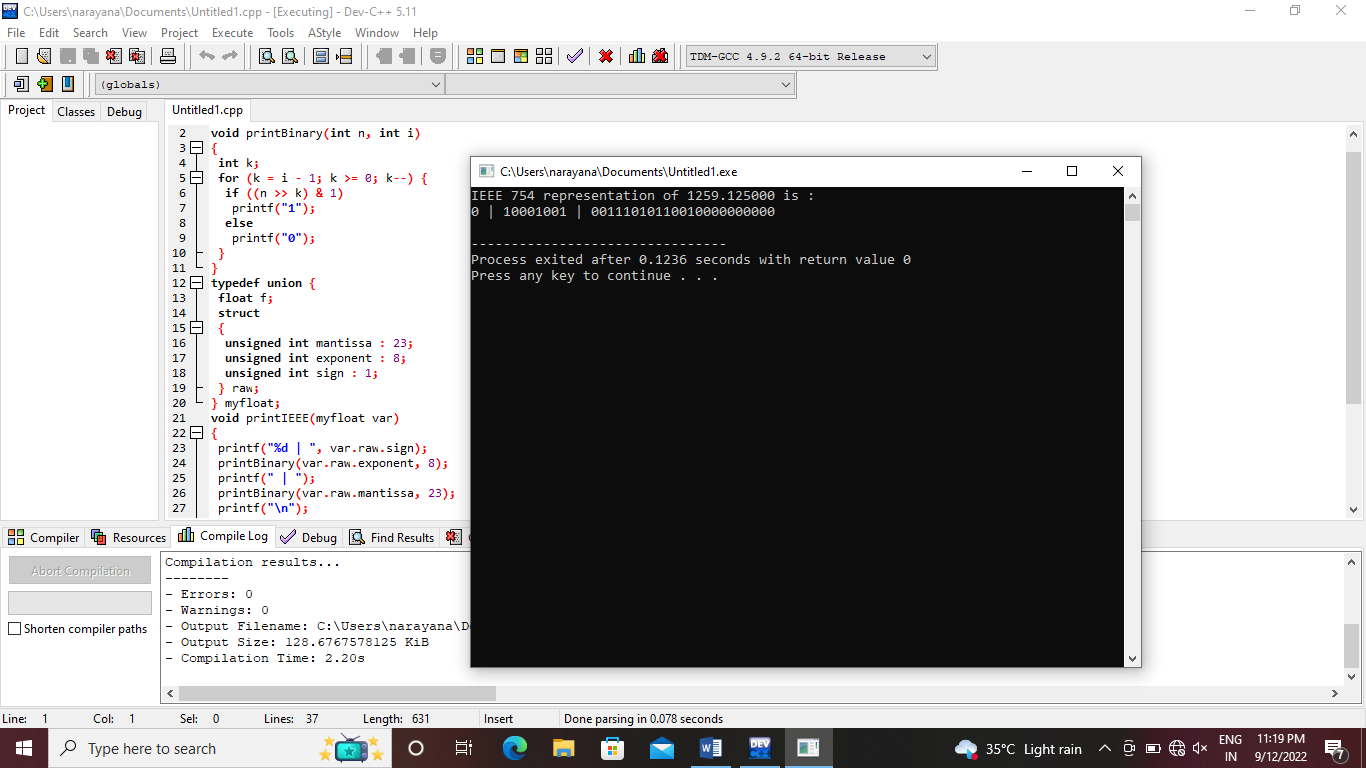 C:\Users\narayana\Documents\Untitled1.cpp - [Executing] - Dev-C++ 5.11
File Edit Search View Project Execute Tools AStyle Window Help
TDM-GCC 4.9.2 64-bit Release
(globals)
Project Classes Debug
Untitled1.cpp
2 void printBinary(int n, int i)
3 {
4 int k;
5 for (k = i - 1; k >= 0; k--) {
6 if ((n >> k) & 1)
7 printf("1");
8 else
9 printf("0");
10 }
11 }
12 typedef union {
13 float f;
14 struct
15 {
16 unsigned int mantissa : 23;
17 unsigned int exponent : 8;
18 unsigned int sign : 1;
19 } raw;
20 } myfloat;
21 void printIEEE(myfloat var)
22 {
23 printf("%d | ", var.raw.sign);
24 printBinary(var.raw.exponent, 8);
25 printf(" | ");
26 printBinary(var.raw.mantissa, 23);
27 printf("\n");
C:\Users\narayana\Documents\Untitled1.exe
IEEE 754 representation of 1259.125000 is :
0 | 10001001 | 00111010110010000000000
--------------------------------
Process exited after 0.1236 seconds with return value 0
Press any key to continue . . .
Compiler Resources Compile Log Debug Find Results
Abort Compilation
Shorten compiler paths
Compilation results...
--------
- Errors: 0
- Warnings: 0
- Output Filename: C:\Users\narayana\D
- Output Size: 128.6767578125 KiB
- Compilation Time: 2.20s
Line: 1 Col: 1 Sel: 0 Lines: 37 Length: 631 Insert Done parsing in 0.078 seconds
Type here to search
DEV
35°C Light rain
ENG
IN
11:19 PM
9/12/2022
7